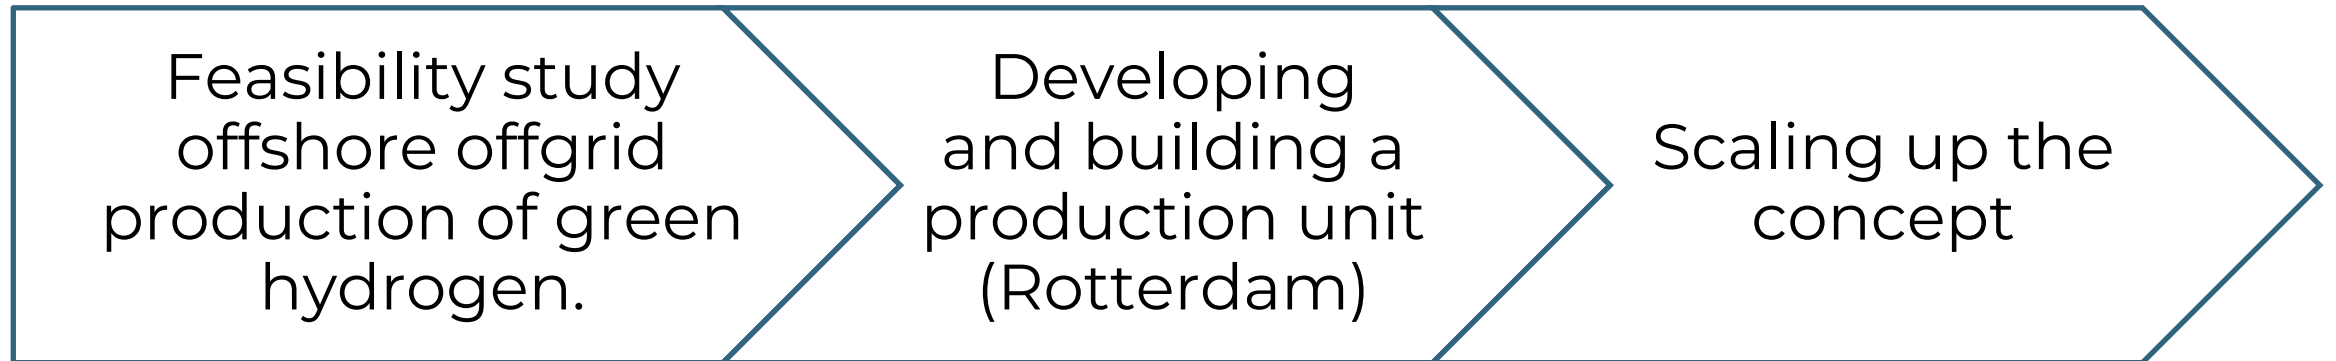 Feasibility study
offshore offgrid
production of green
hydrogen.
Developing
and building a
production unit
(Rotterdam)
Scaling up the
concept